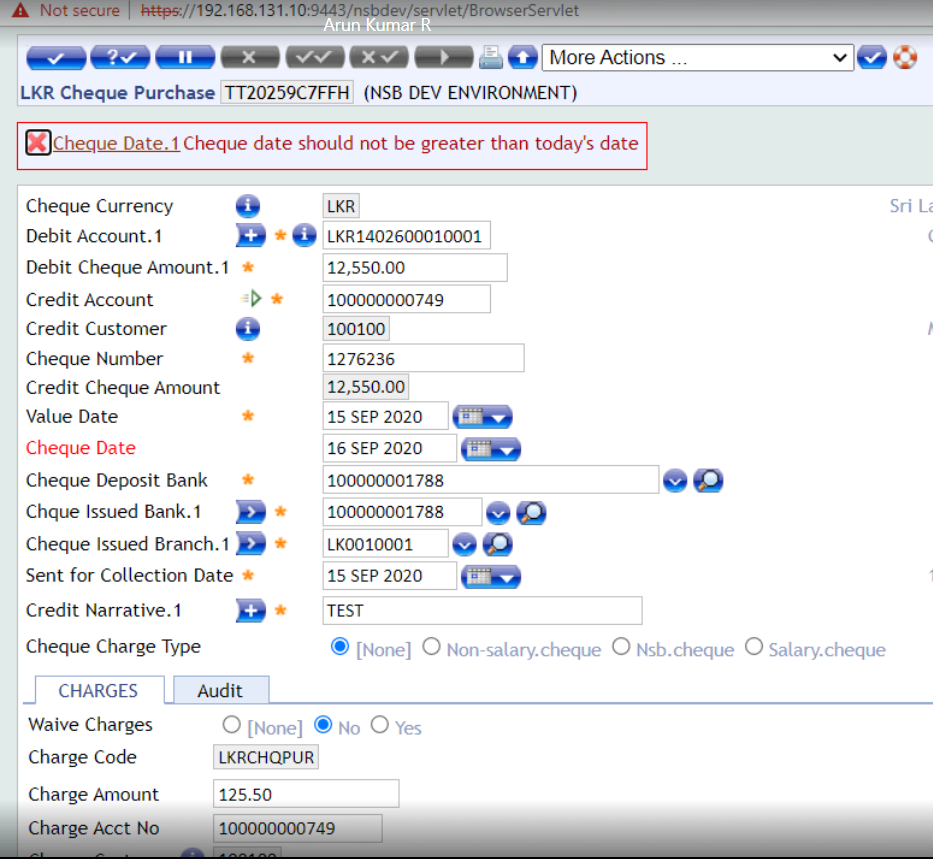 Not secure https://192.168.131.10:9443/nsbdev/servlet/BrowserServlet
Arun Kumar R
More Actions ...
LKR Cheque Purchase TT20259C7FFH (NSB DEV ENVIRONMENT)
Cheque Date.1 Cheque date should not be greater than today's date
Cheque Currency LKR Sri La
Debit Account.1 LKR1402600010001
Debit Cheque Amount.1 12,550.00
Credit Account 100000000749
Credit Customer 100100
Cheque Number 1276236
Credit Cheque Amount 12,550.00
Value Date 15 SEP 2020
Cheque Date 16 SEP 2020
Cheque Deposit Bank 100000001788
Chque Issued Bank.1 100000001788
Cheque Issued Branch.1 LK0010001
Sent for Collection Date 15 SEP 2020
Credit Narrative.1 TEST
Cheque Charge Type [None] Non-salary.cheque Nsb.cheque Salary.cheque
CHARGES Audit
Waive Charges [None] No Yes
Charge Code LKRCHQPUR
Charge Amount 125.50
Charge Acct No 100000000749